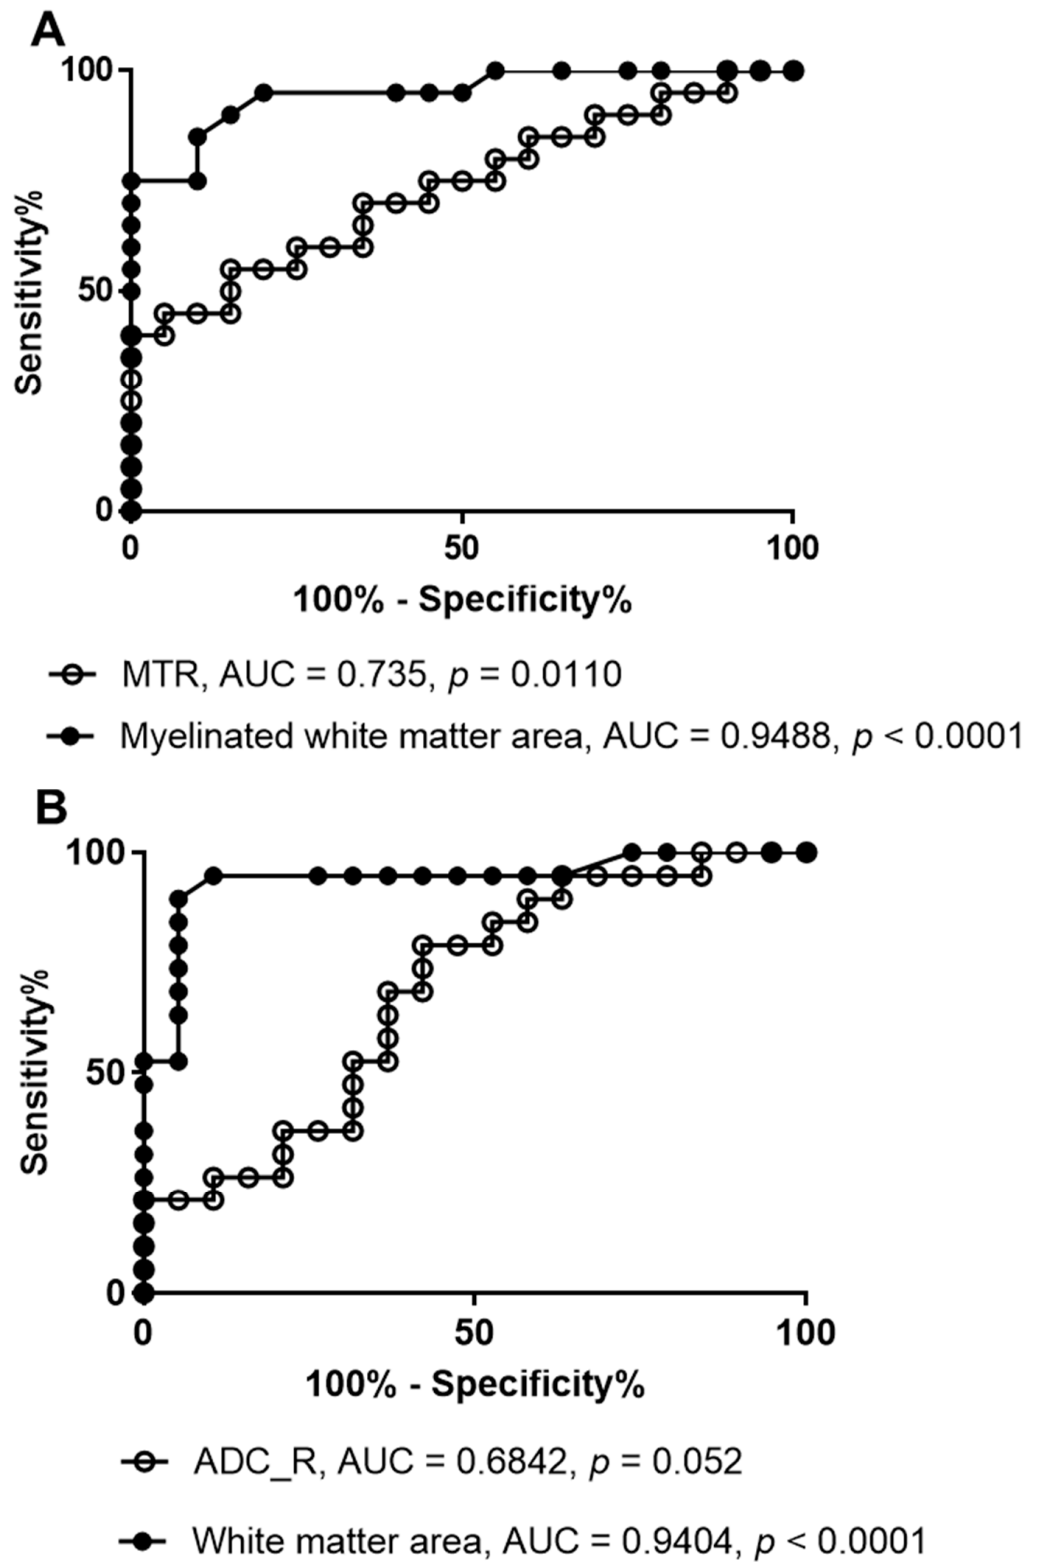 A
100
50
0
Sensitivity%
0 50 100
100% - Specificity%
MTR, AUC = 0.735, p = 0.0110
Myelinated white matter area, AUC = 0.9488, p < 0.0001
B
100
50
0
Sensitivity%
0 50 100
100% - Specificity%
ADC_R, AUC = 0.6842, p = 0.052
White matter area, AUC = 0.9404, p < 0.0001